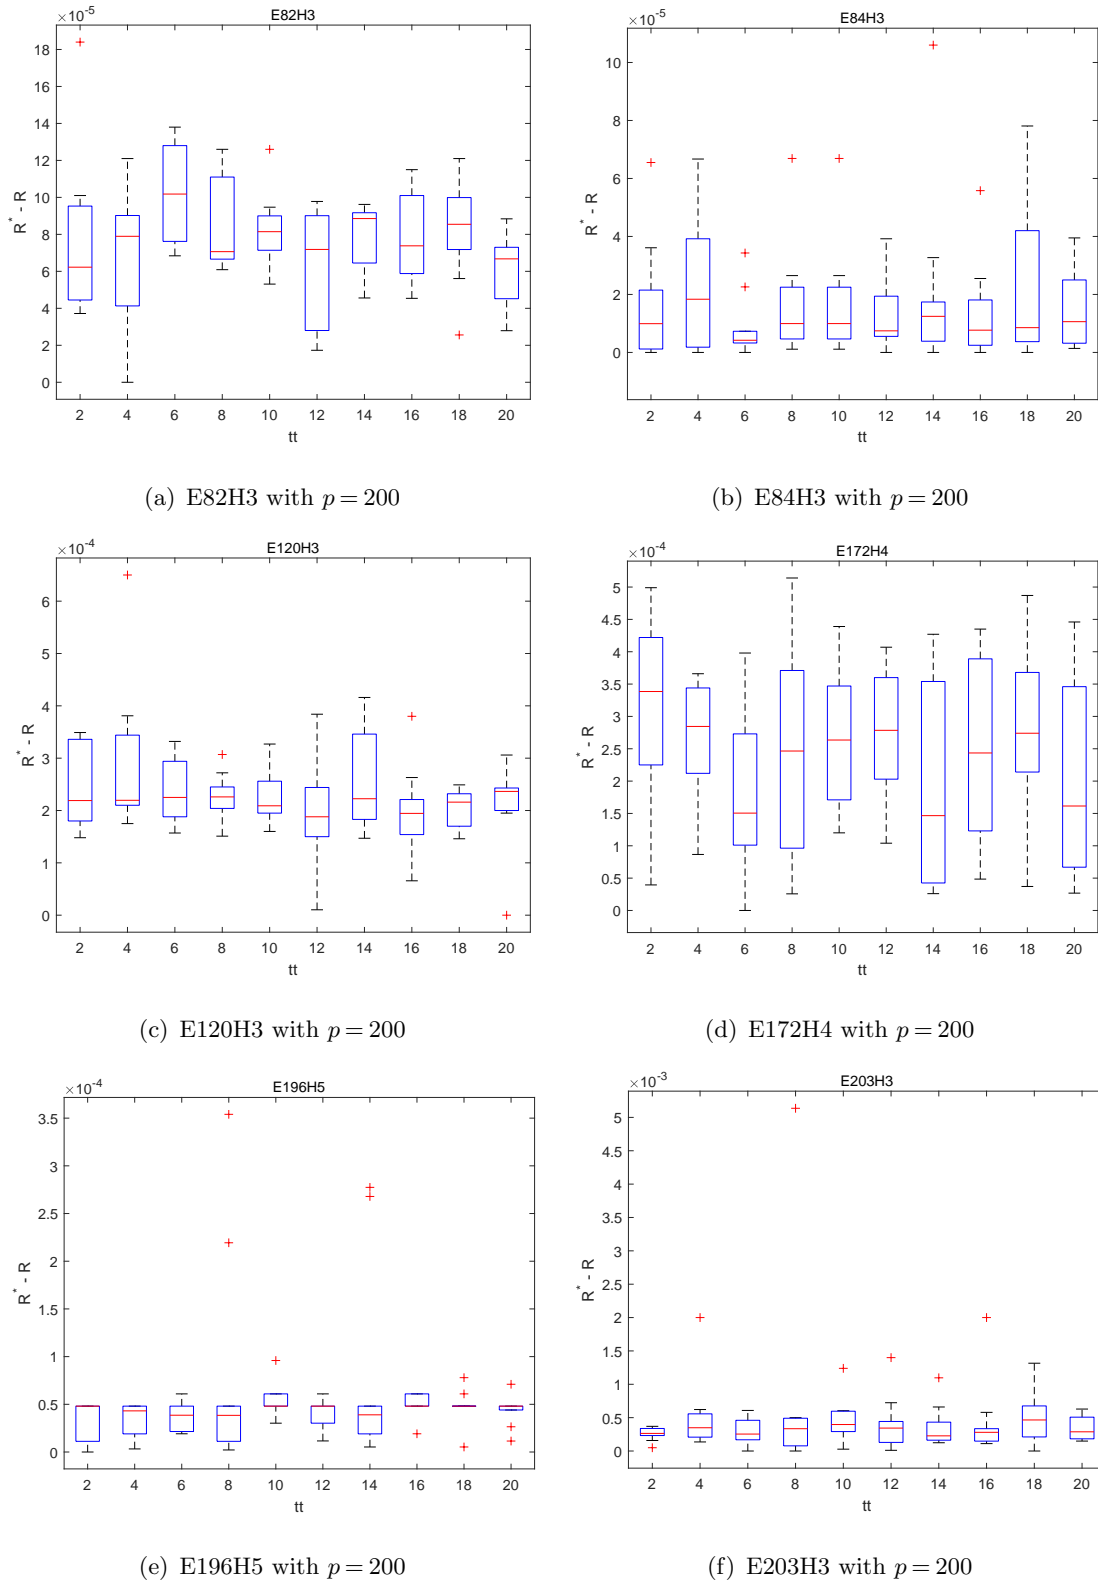 ×10-5
E82H3
18
16
14
12
10
8
6
4
2
0
R* - R
2 4 6 8 10 12 14 16 18 20
tt
(a) E82H3 with p = 200
×10-5
E84H3
10
8
6
4
2
0
R* - R
2 4 6 8 10 12 14 16 18 20
tt
(b) E84H3 with p = 200
×10-4
E120H3
6
5
4
3
2
1
0
R* - R
2 4 6 8 10 12 14 16 18 20
tt
(c) E120H3 with p = 200
×10-4
E172H4
5
4.5
4
3.5
3
2.5
2
1.5
1
0.5
0
R* - R
2 4 6 8 10 12 14 16 18 20
tt
(d) E172H4 with p = 200
×10-4
E196H5
3.5
3
2.5
2
1.5
1
0.5
0
R* - R
2 4 6 8 10 12 14 16 18 20
tt
(e) E196H5 with p = 200
×10-3
E203H3
5
4.5
4
3.5
3
2.5
2
1.5
1
0.5
0
R* - R
2 4 6 8 10 12 14 16 18 20
tt
(f) E203H3 with p = 200